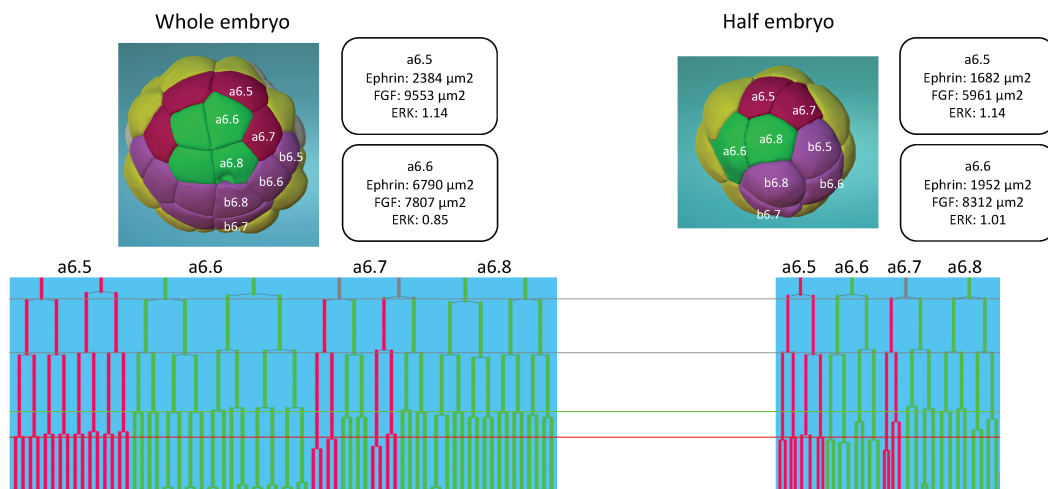 Whole embryo
Half embryo
a6.5
Ephrin: 2384 µm2
FGF: 9553 µm2
ERK: 1.14
a6.6
Ephrin: 6790 µm2
FGF: 7807 µm2
ERK: 0.85
a6.5
a6.6
a6.7
a6.8
b6.5
b6.6
b6.8
b6.7
a6.5
Ephrin: 1682 µm2
FGF: 5961 µm2
ERK: 1.14
a6.6
Ephrin: 1952 µm2
FGF: 8312 µm2
ERK: 1.01
a6.5
a6.7
a6.6
a6.8
b6.5
b6.8
b6.6
b6.7
a6.5 a6.6 a6.7 a6.8
a6.5 a6.6 a6.7 a6.8